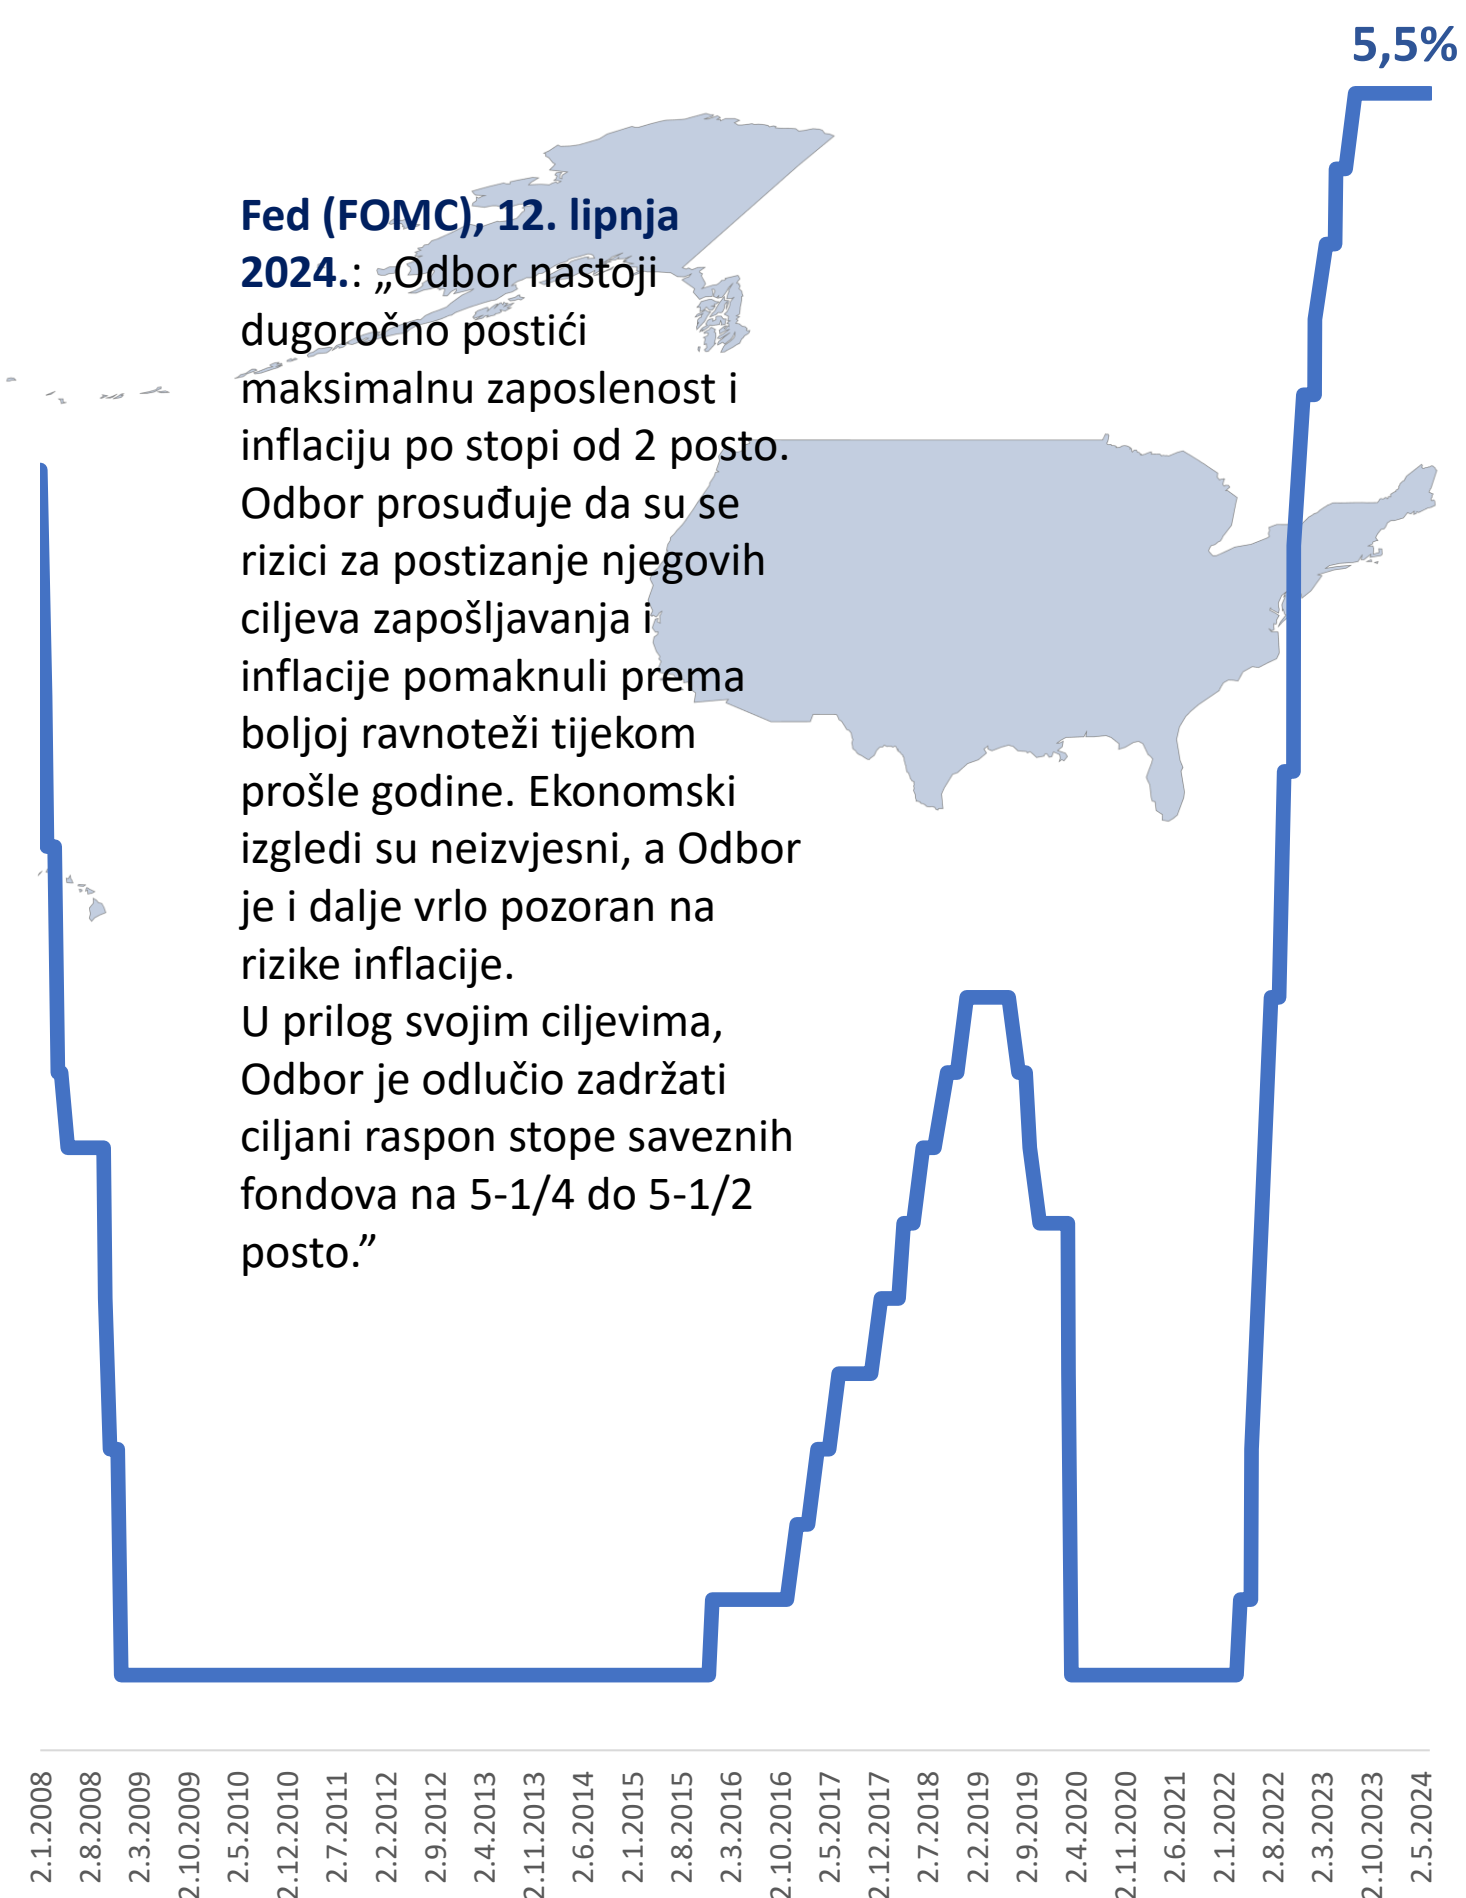 5,5%
Fed (FOMC), 12. lipnja
2024.: „Odbor nastoji
dugoročno postići
maksimalnu zaposlenost i
inflaciju po stopi od 2 posto.
Odbor prosuđuje da su se
rizici za postizanje njegovih
ciljeva zapošljavanja i
inflacije pomaknuli prema
boljoj ravnoteži tijekom
prošle godine. Ekonomski
izgledi su neizvjesni, a Odbor
je i dalje vrlo pozoran na
rizike inflacije.
U prilog svojim ciljevima,
Odbor je odlučio zadržati
ciljani raspon stope saveznih
fondova na 5-1/4 do 5-1/2
posto.”
2.1.2008
2.8.2008
2.3.2009
2.10.2009
2.5.2010
2.12.2010
2.7.2011
2.2.2012
2.9.2012
2.4.2013
2.11.2013
2.6.2014
2.1.2015
2.8.2015
2.3.2016
2.10.2016
2.5.2017
2.12.2017
2.7.2018
2.2.2019
2.9.2019
2.4.2020
2.11.2020
2.6.2021
2.1.2022
2.8.2022
2.3.2023
2.10.2023
2.5.2024